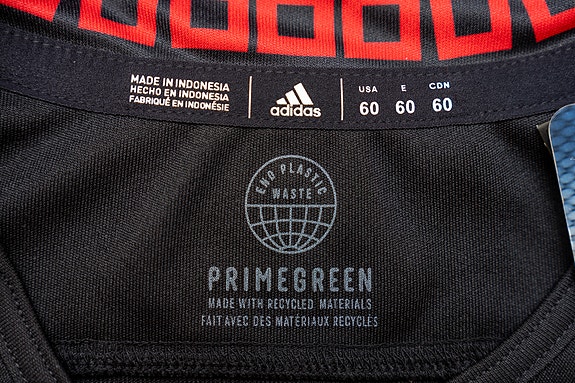 MADE IN INDONESIA
HECHO EN INDONESIA
FABRIQUÉ EN INDONÉSIE
adidas
USA E CDN
60 60 60
END PLASTIC
WASTE
PRIMEGREEN
MADE WITH RECYCLED MATERIALS
FAIT AVEC DES MATÉRIAUX RECYCLÉS